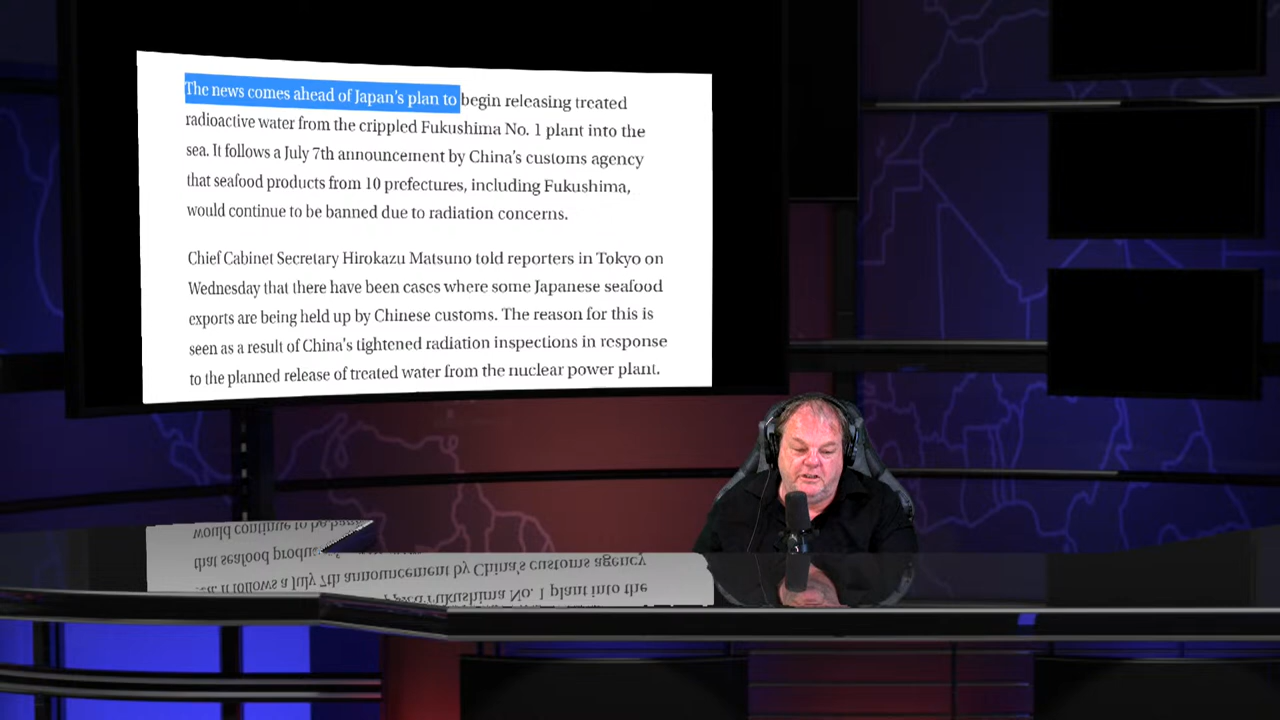 The news comes ahead of Japan's plan to begin releasing treated
radioactive water from the crippled Fukushima No. 1 plant into the
sea. It follows a July 7th announcement by China's customs agency
that seafood products from 10 prefectures, including Fukushima,
would continue to be banned due to radiation concerns.
Chief Cabinet Secretary Hirokazu Matsuno told reporters in Tokyo on
Wednesday that there have been cases where some Japanese seafood
exports are being held up by Chinese customs. The reason for this is
seen as a result of China's tightened radiation inspections in response
to the planned release of treated water from the nuclear power plant.